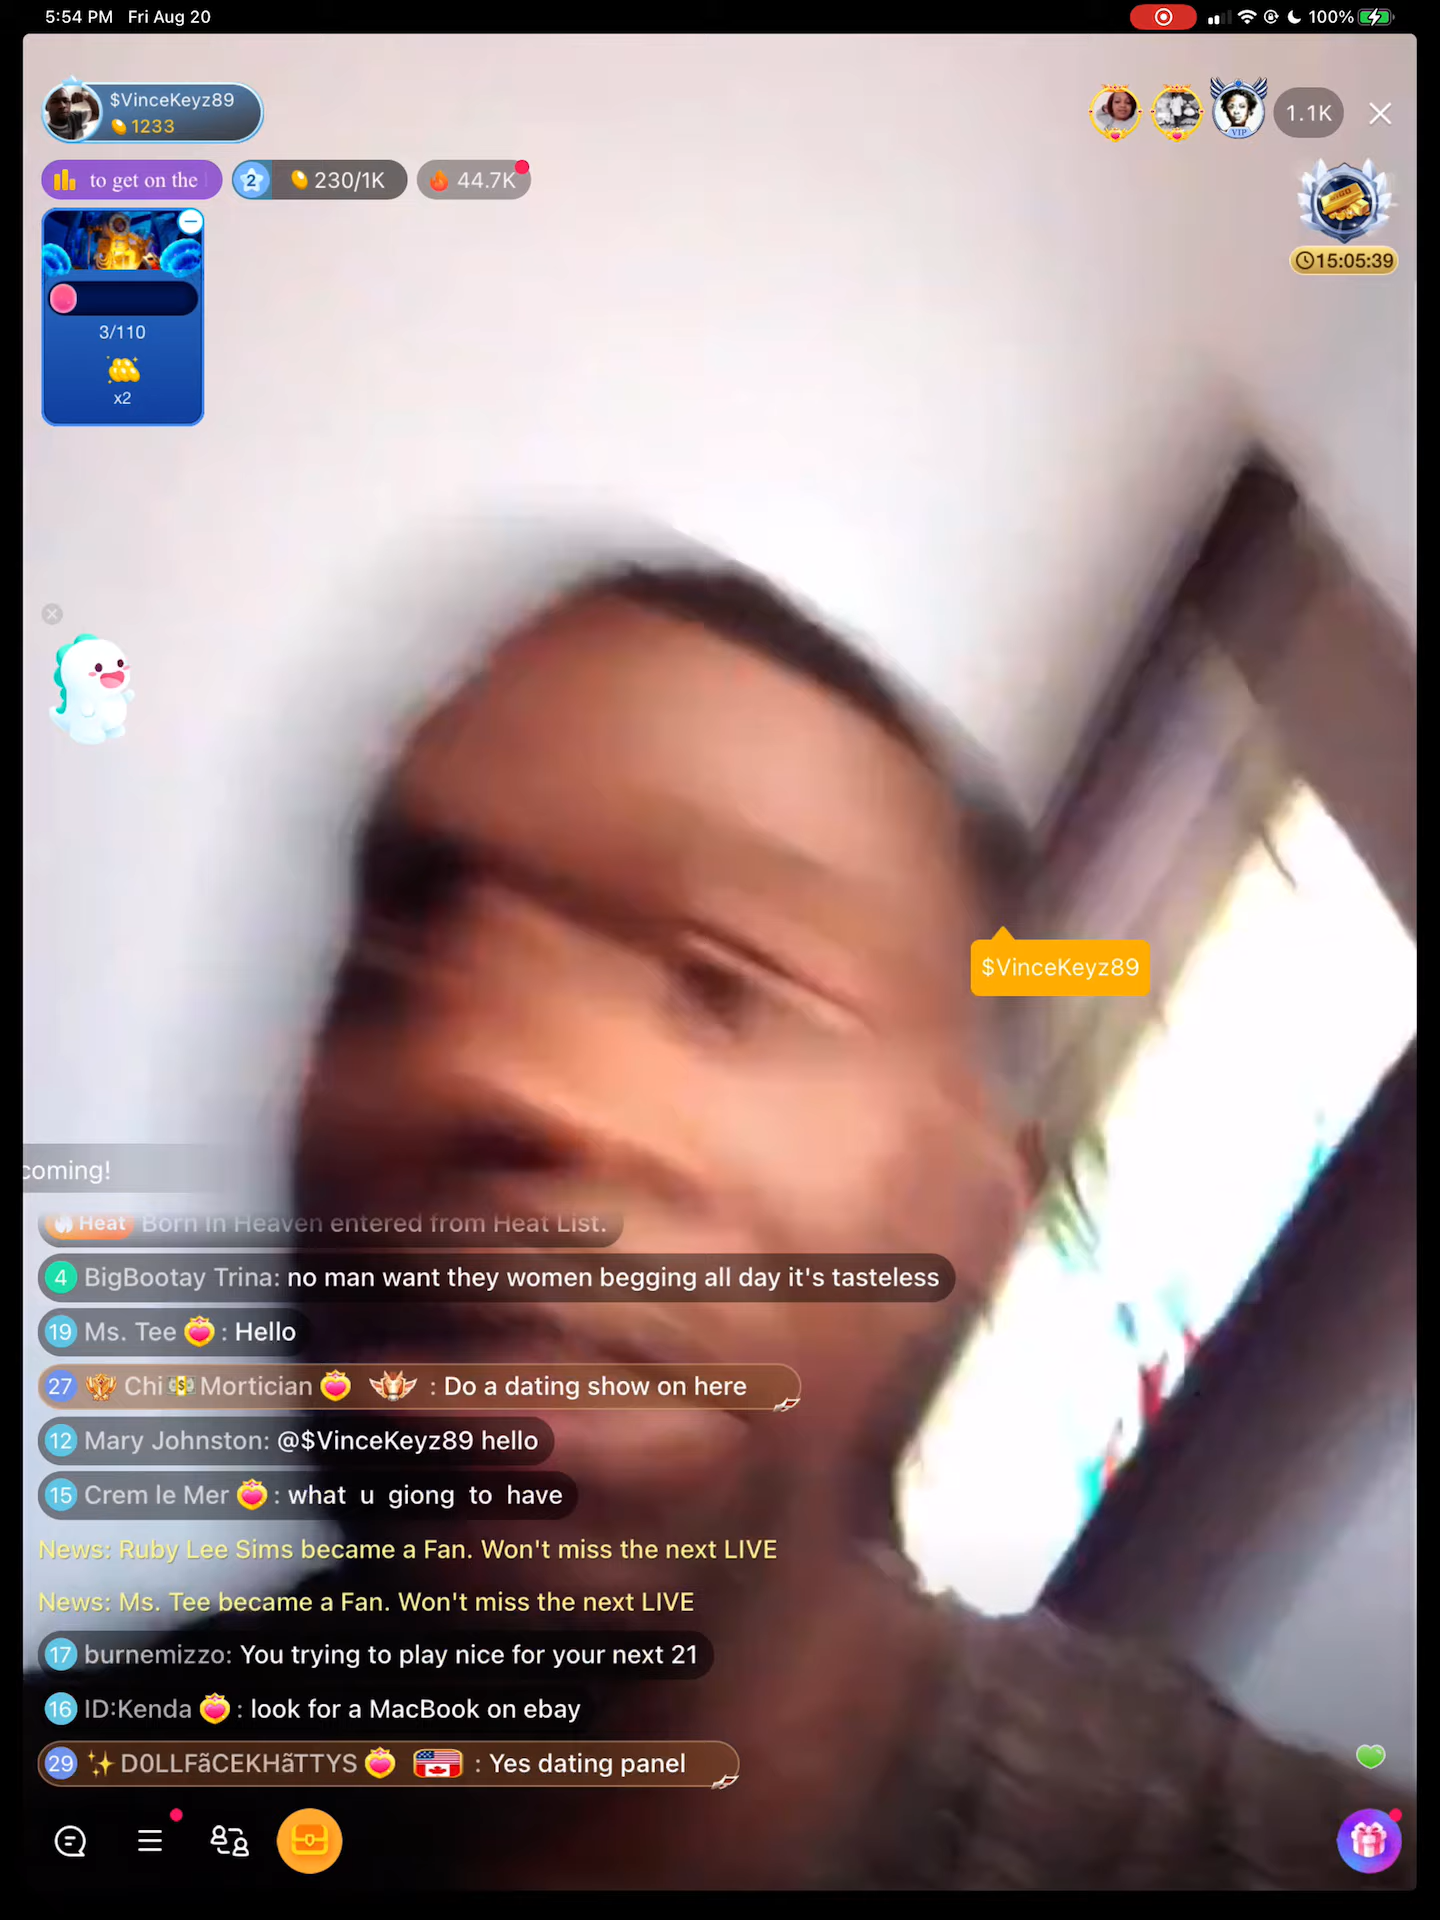 5:54 PM Fri Aug 20
100%
$VinceKeyz89
1233
VIP
1.1K
to get on the
2
230/1K
44.7K
15:05:39
3/110
x2
$VinceKeyz89
coming!
Heat Born In Heaven entered from Heat List.
4 BigBootay Trina: no man want they women begging all day it's tasteless
19 Ms. Tee : Hello
27 Chi Mortician : Do a dating show on here
12 Mary Johnston: @$VinceKeyz89 hello
15 Crem le Mer : what u giong to have
News: Ruby Lee Sims became a Fan. Won't miss the next LIVE
News: Ms. Tee became a Fan. Won't miss the next LIVE
17 burnemizzo: You trying to play nice for your next 21
16 ID:Kenda : look for a MacBook on ebay
29 ✨ D0LLFãCEKHãTTYS : Yes dating panel